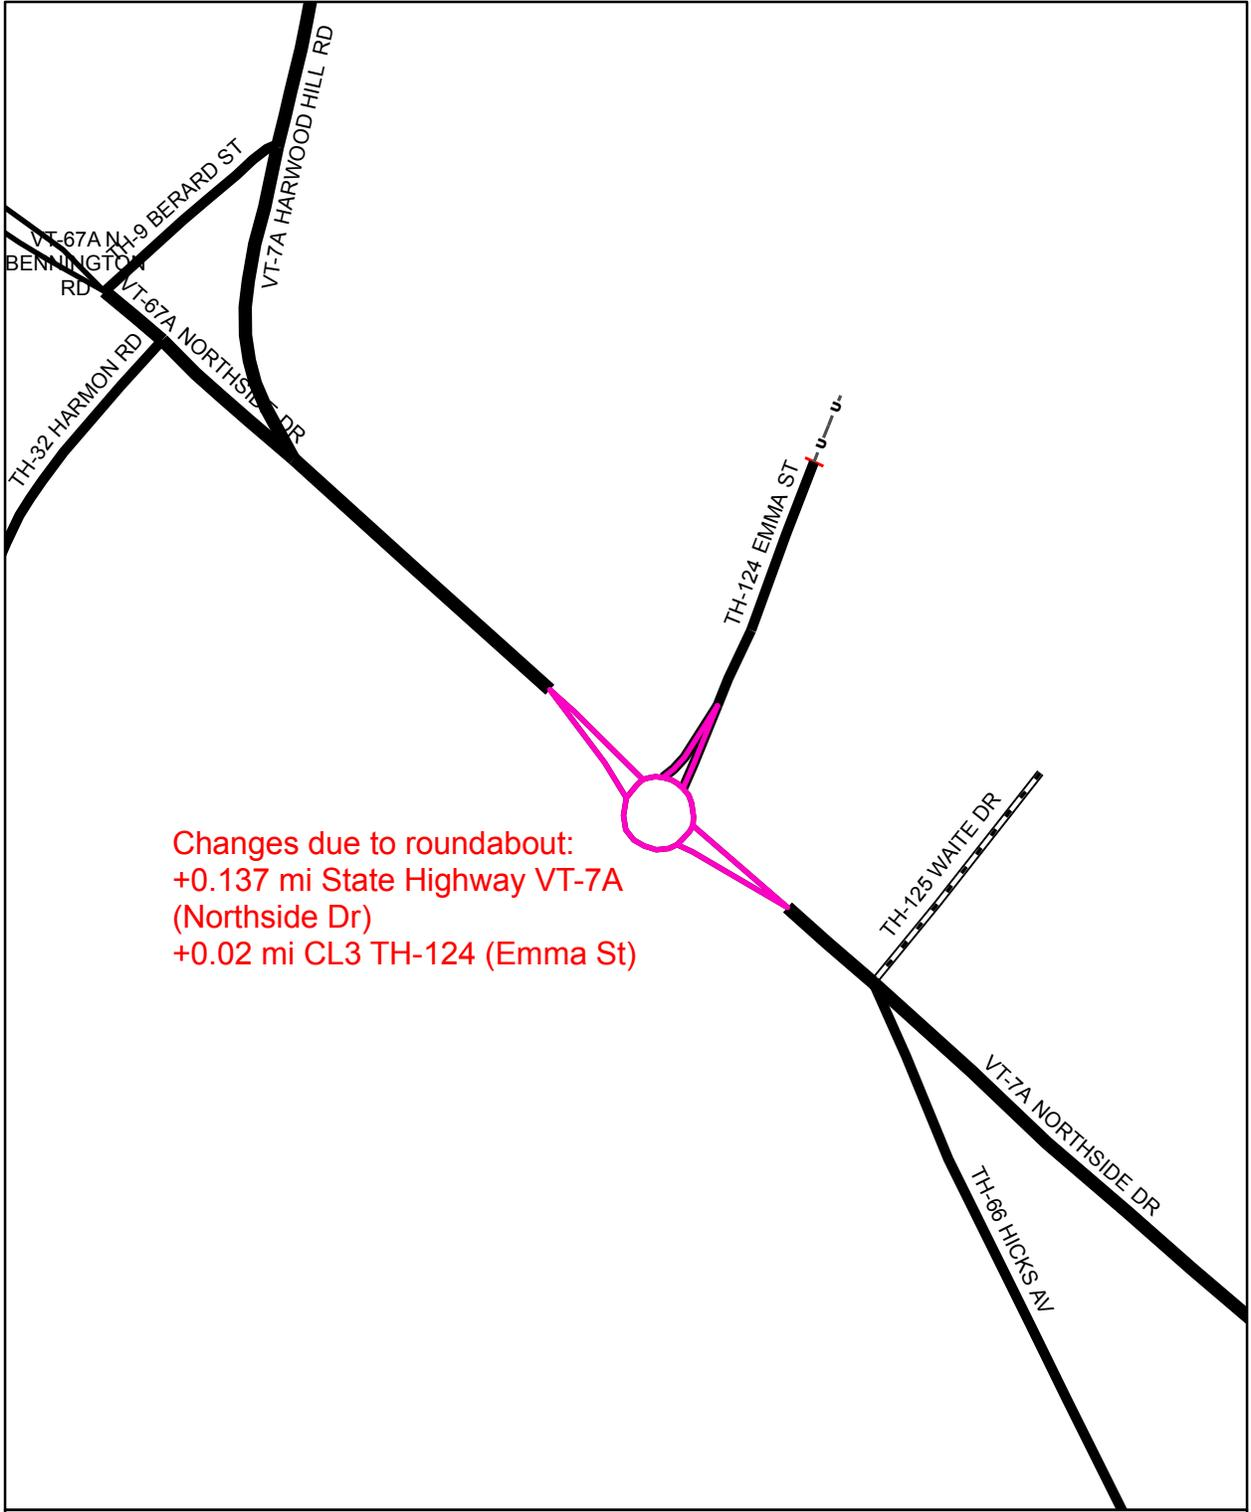 VT-7A HARWOOD HILL RD
TH-9 BERARD ST
VT-67A N
BENNINGTON
RD
VT-67A NORTHSIDE DR
TH-32 HARMON RD
S
S
TH-124 EMMA ST
Changes due to roundabout:
+0.137 mi State Highway VT-7A
(Northside Dr)
+0.02 mi CL3 TH-124 (Emma St)
TH-125 WAITE DR
VT-7A NORTHSIDE DR
TH-66 HICKS AV